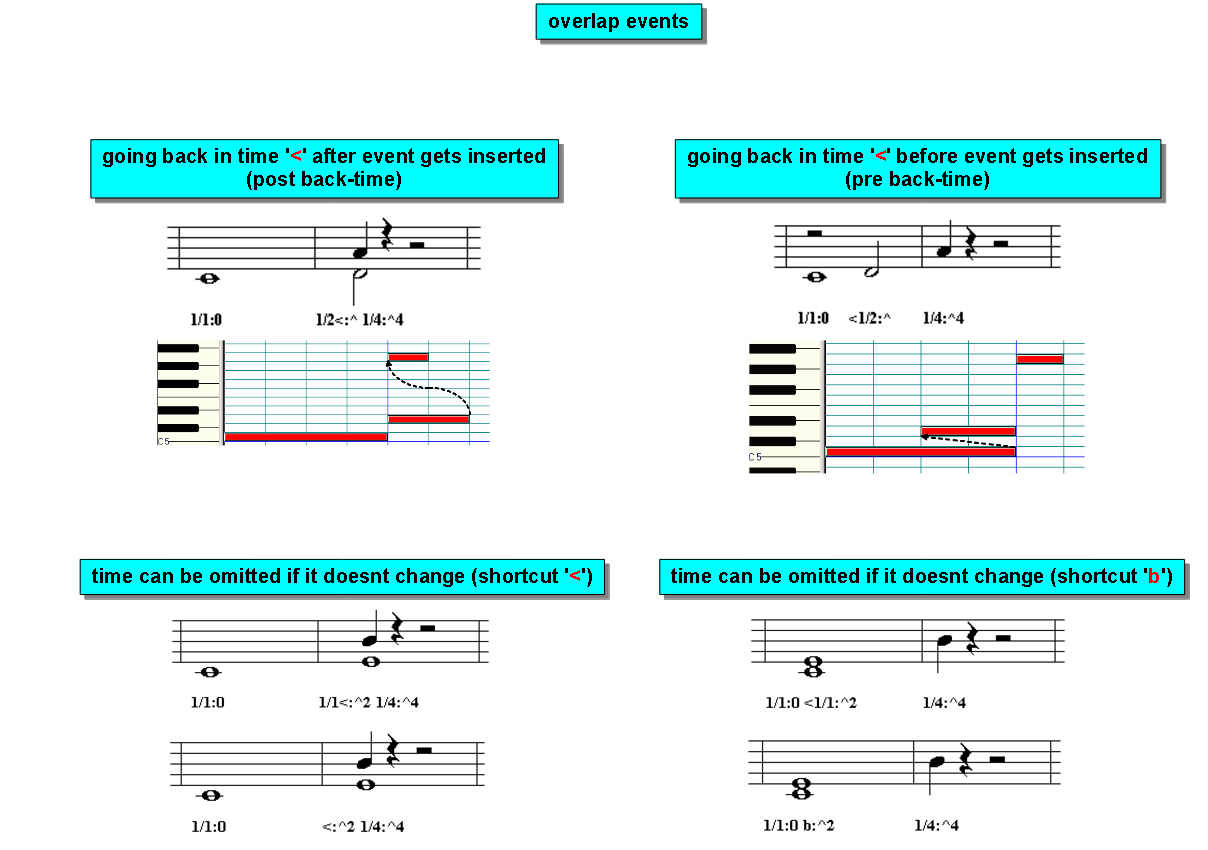 overlap events
going back in time '<' after event gets inserted
(post back-time)
1/1:0 1/2<:^ 1/4:^4
C5
going back in time '<' before event gets inserted
(pre back-time)
1/1:0 <1/2:^ 1/4:^4
C5
time can be omitted if it doesnt change (shortcut '<')
1/1:0 1/1<:^2 1/4:^4
1/1:0 <:^2 1/4:^4
time can be omitted if it doesnt change (shortcut 'b')
1/1:0 <1/1:^2 1/4:^4
1/1:0 b:^2 1/4:^4